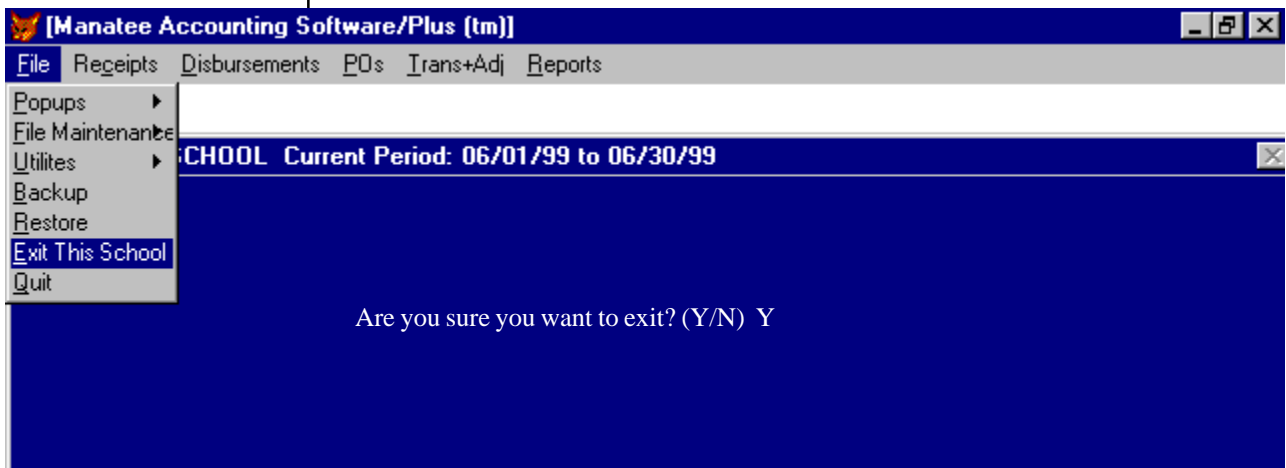 [Manatee Accounting Software/Plus (tm)]
File Receipts Disbursements POs Trans+Adj Reports
Popups
File Maintenance
Utilites
CHOOL Current Period: 06/01/99 to 06/30/99
Backup
Restore
Exit This School
Quit
Are you sure you want to exit? (Y/N) Y